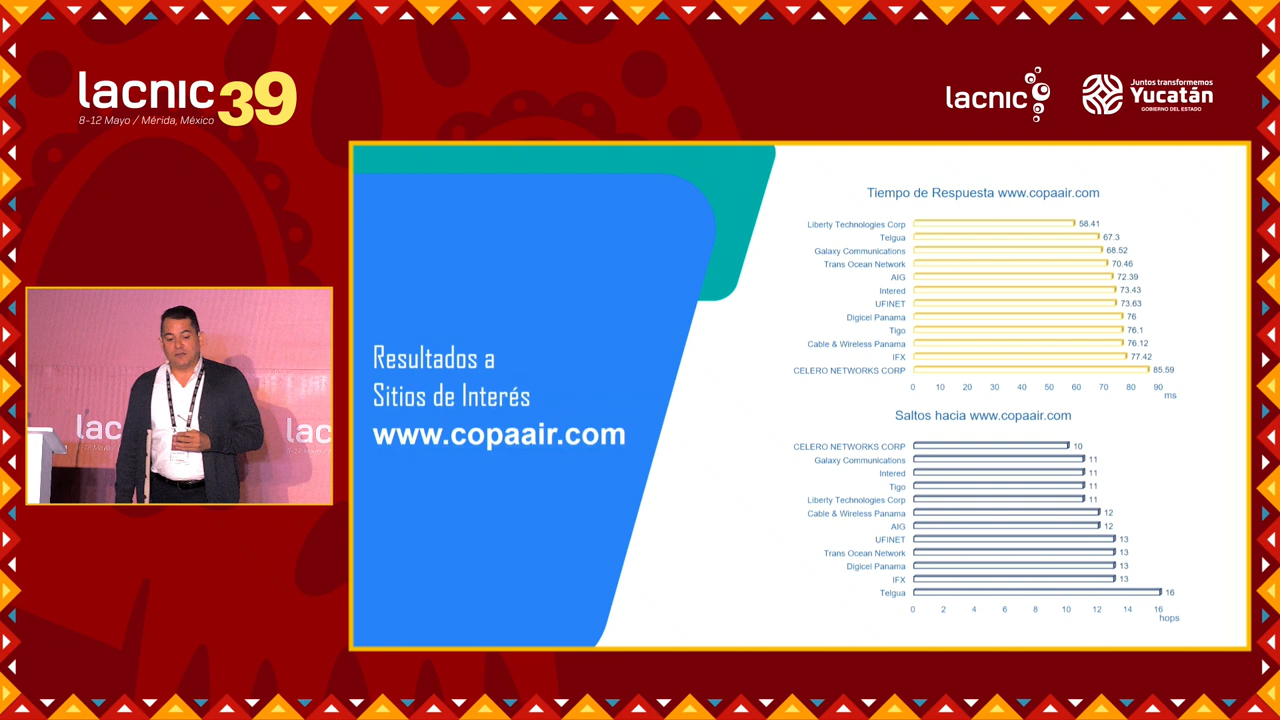 lacnic 39
8-12 Mayo / Mérida, México
lacnic
Juntos transformemos
Yucatán
GOBIERNO DEL ESTADO
Resultados a
Sitios de Interés
www.copaair.com
Tiempo de Respuesta www.copaair.com
Liberty Technologies Corp 58.41
Telgua 67.3
Galaxy Communications 68.52
Trans Ocean Network 70.46
AIG 72.39
Intered 73.43
UFINET 73.63
Digicel Panama 76
Tigo 76.1
Cable & Wireless Panama 76.12
IFX 77.42
CELERO NETWORKS CORP 85.59
0 10 20 30 40 50 60 70 80 90
ms
Saltos hacia www.copaair.com
CELERO NETWORKS CORP 10
Galaxy Communications 11
Intered 11
Tigo 11
Liberty Technologies Corp 11
Cable & Wireless Panama 12
AIG 12
UFINET 13
Trans Ocean Network 13
Digicel Panama 13
IFX 13
Telgua 16
0 2 4 6 8 10 12 14 16
hops
lac
lac